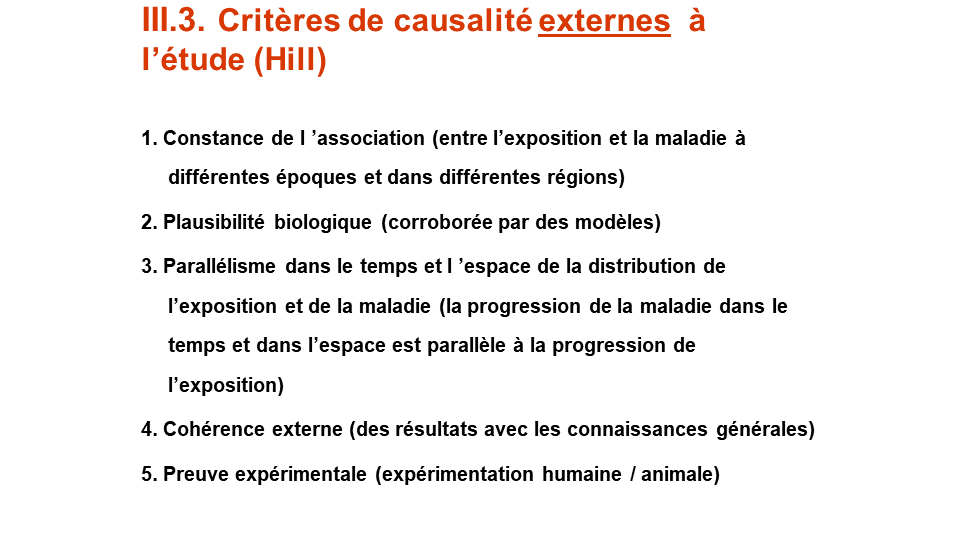 III.3. Critères de causalité externes à
l’étude (Hill)
1. Constance de l ’association (entre l’exposition et la maladie à
différentes époques et dans différentes régions)
2. Plausibilité biologique (corroborée par des modèles)
3. Parallélisme dans le temps et l ’espace de la distribution de
l’exposition et de la maladie (la progression de la maladie dans le
temps et dans l’espace est parallèle à la progression de
l’exposition)
4. Cohérence externe (des résultats avec les connaissances générales)
5. Preuve expérimentale (expérimentation humaine / animale)